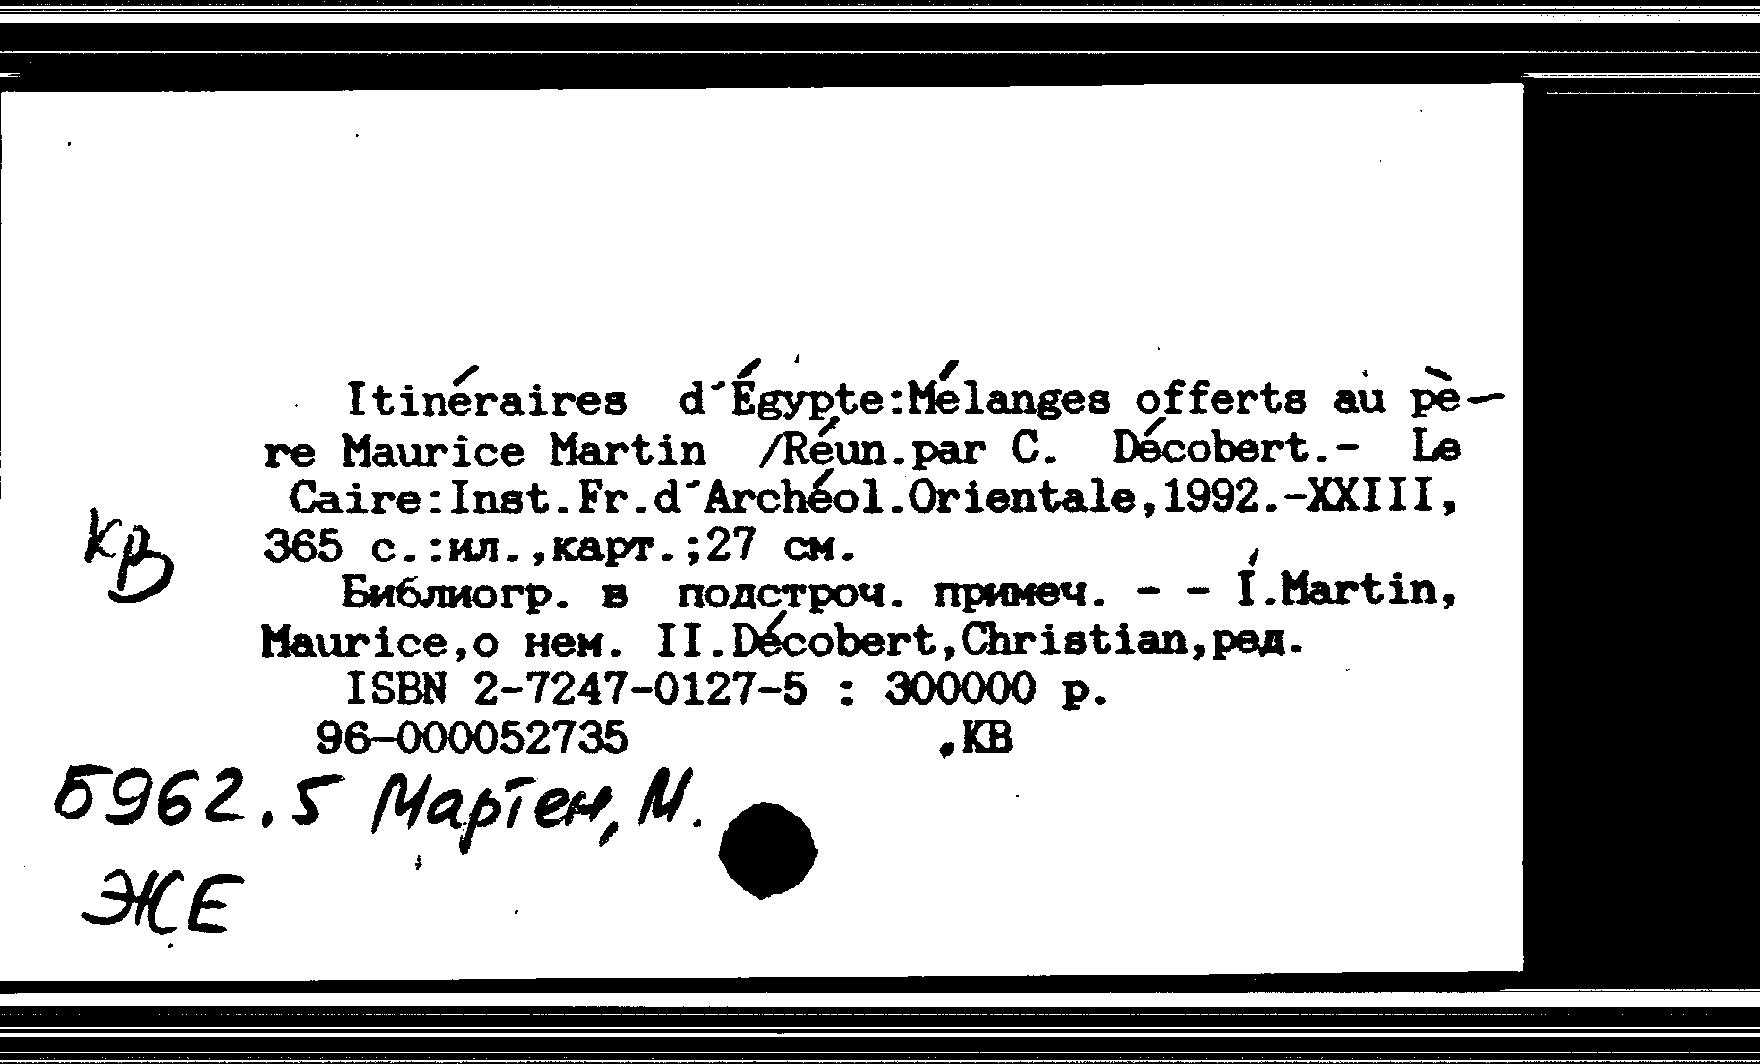 Itinéraires d´Égypte:Mélanges offerts au pè-
re Maurice Martin /Réun.par C. Décobert.- Le
Caire:Inst.Fr.d´Archéol.Orientale,1992.-XXIII,
365 с.:ил.,карт.;27 см.
Библиогр. в подстроч. примеч. - - I.Martin,
Maurice,о нем. II.Décobert,Christian,ред.
ISBN 2-7247-0127-5 : 300000 р.
96-000052735 .КВ
кв
Б962.5 Мартен, М.
ЖЕ